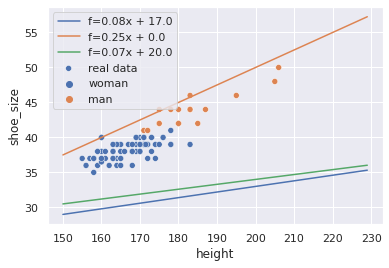 f=0.08x + 17.0
f=0.25x + 0.0
f=0.07x + 20.0
real data
woman
man
shoe_size
55
50
45
40
35
30
150 160 170 180 190 200 210 220 230
height